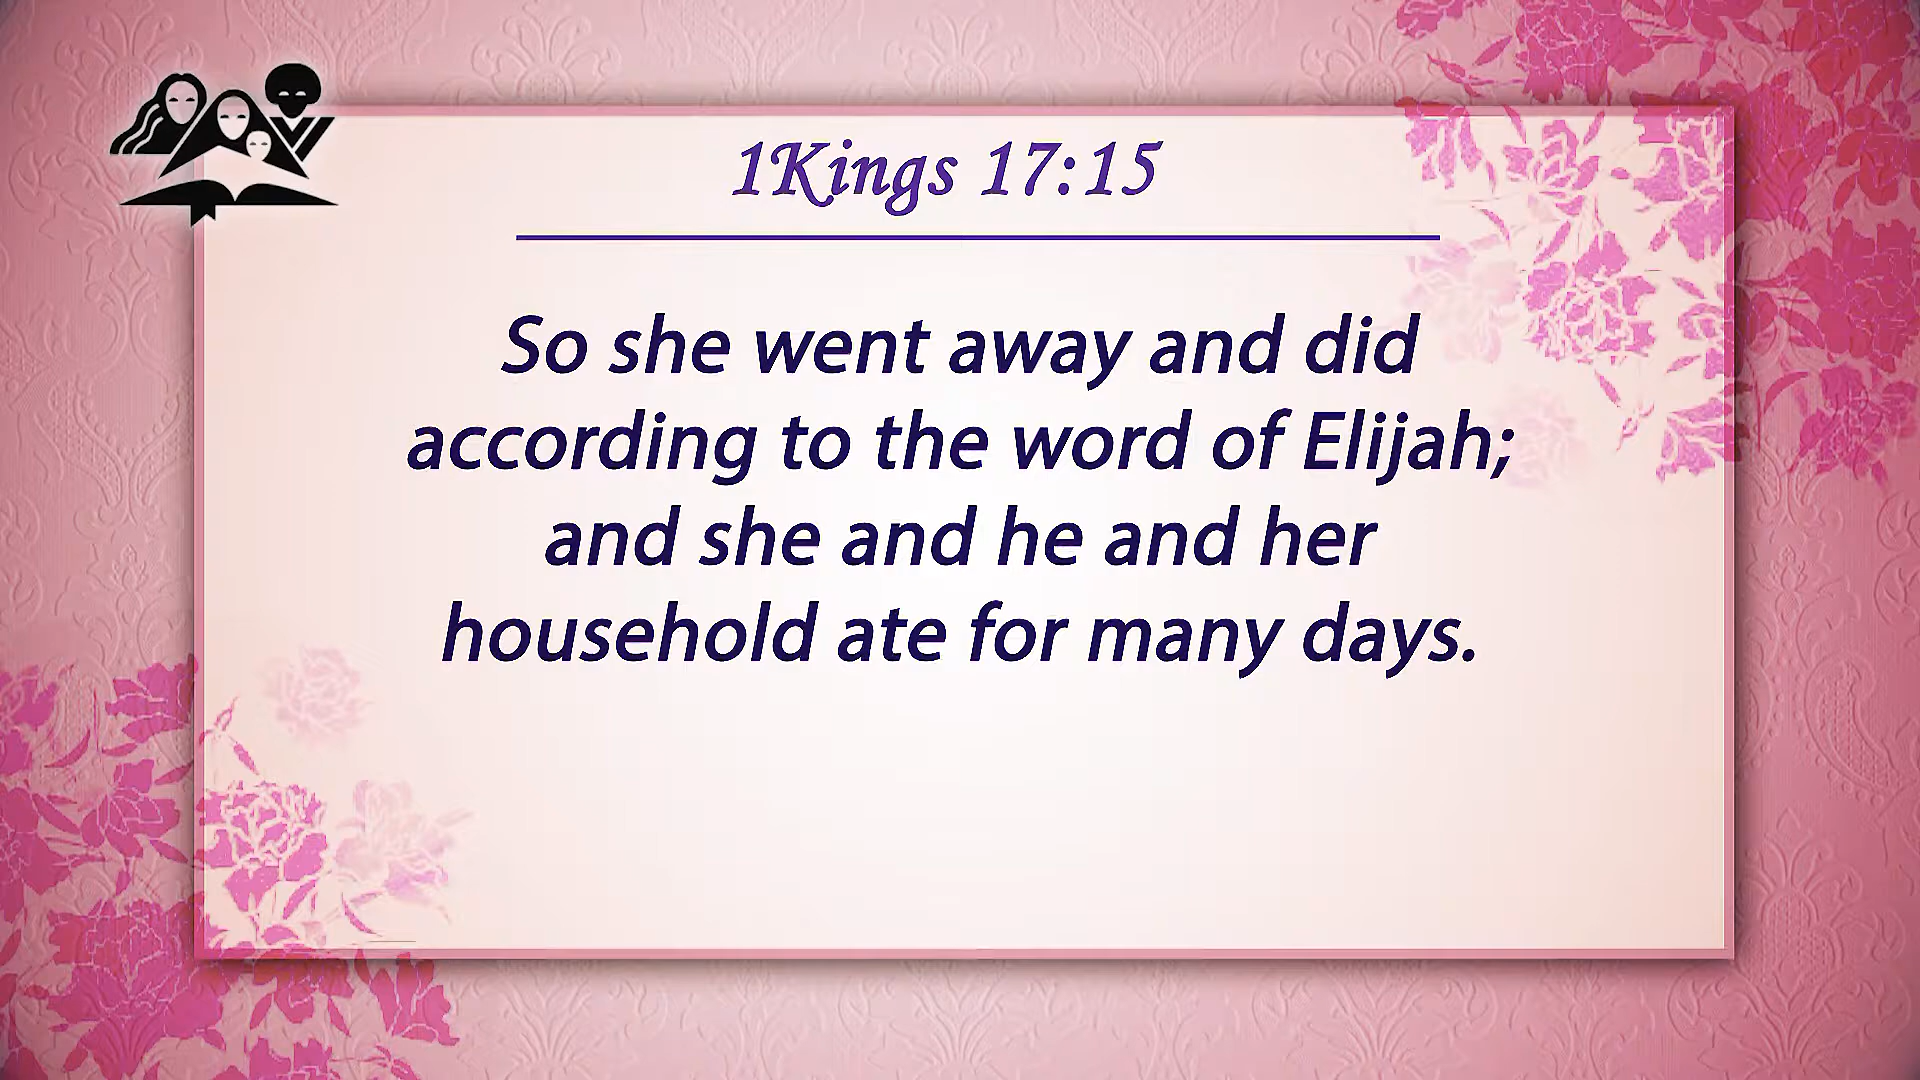 1Kings 17:15
So she went away and did
according to the word of Elijah;
and she and he and her
household ate for many days.